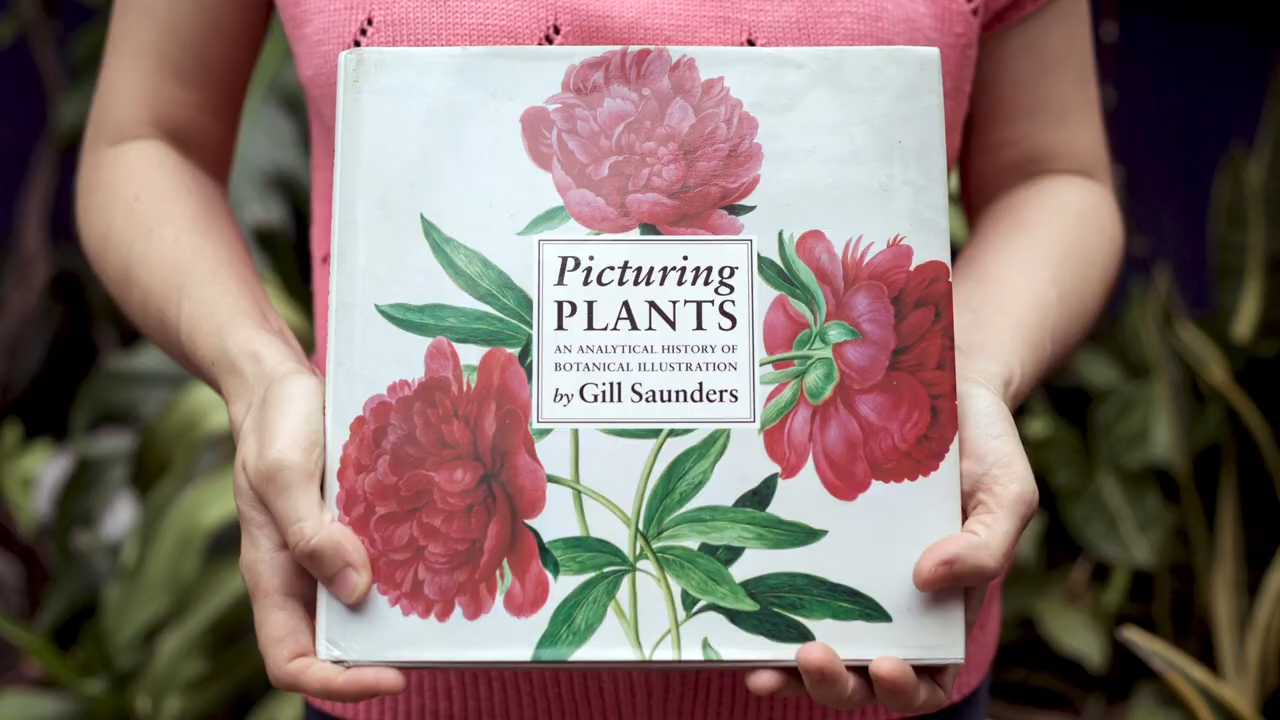 Picturing
PLANTS
AN ANALYTICAL HISTORY OF
BOTANICAL ILLUSTRATION
by Gill Saunders